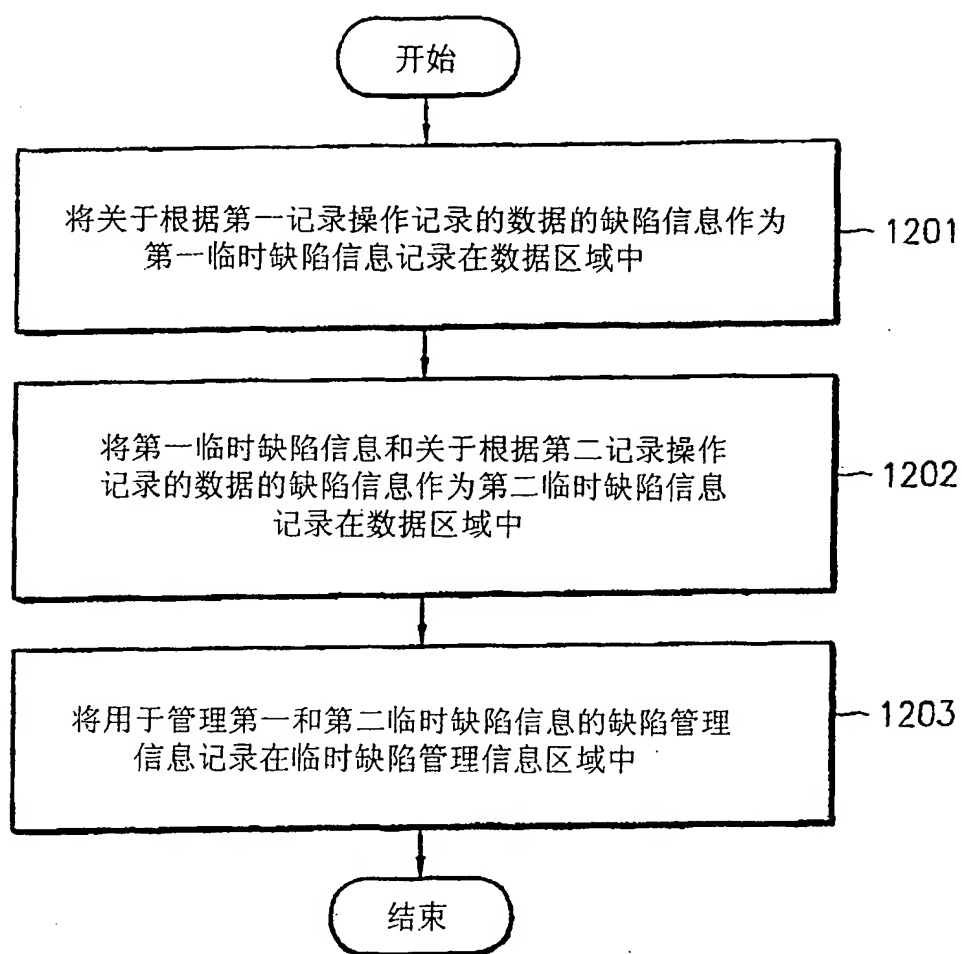 开始
将关于根据第一记录操作记录的数据的缺陷信息作为
第一临时缺陷信息记录在数据区域中
1201
将第一临时缺陷信息和关于根据第二记录操作
记录的数据的缺陷信息作为第二临时缺陷信息
记录在数据区域中
1202
将用于管理第一和第二临时缺陷信息的缺陷管理
信息记录在临时缺陷管理信息区域中
1203
结束